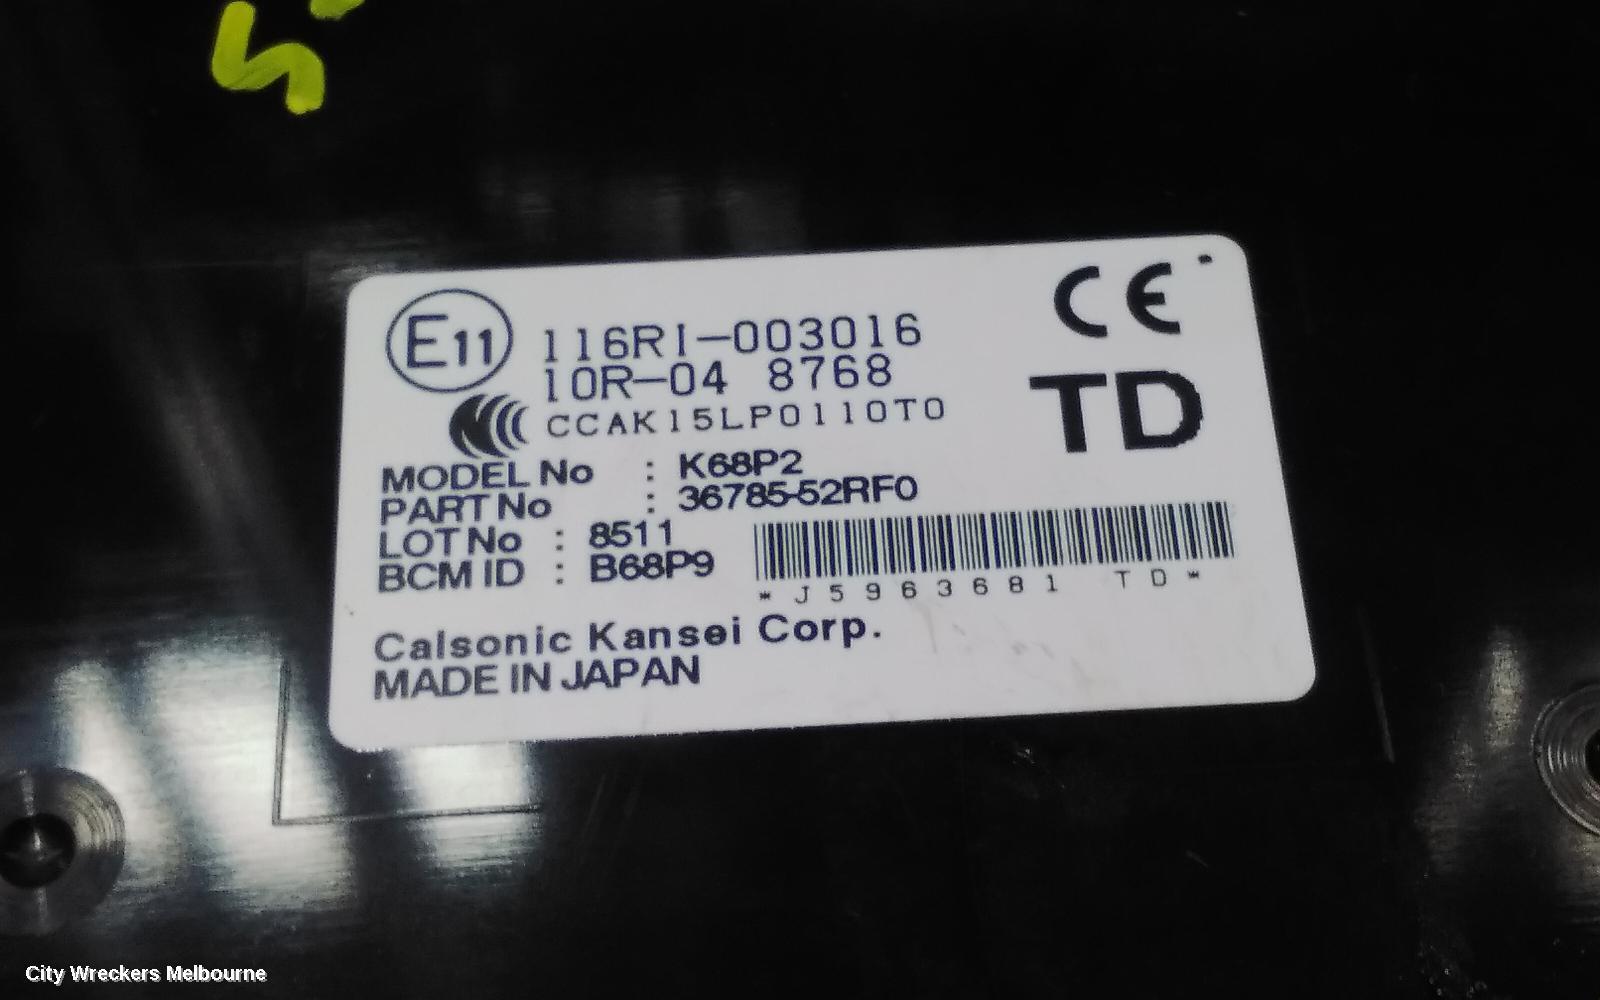 S
E11
116RI-003016
10R-04 8768
CCAK15LP0110T0
CE
TD
MODEL No : K68P2
PART No : 36785-52RF0
LOT No : 8511
BCM ID : B68P9
*J5963681 TD*
Calsonic Kansei Corp.
MADE IN JAPAN
City Wreckers Melbourne